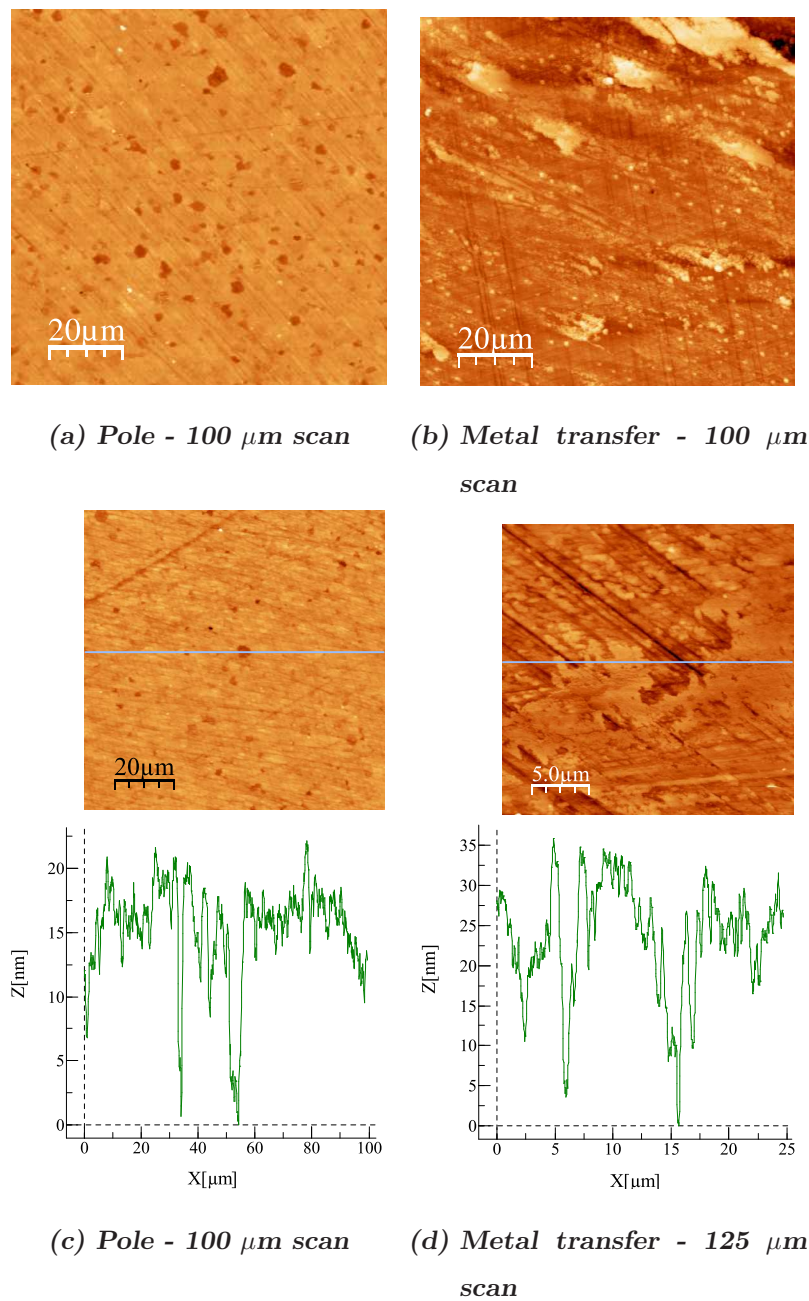 20µm
20µm
(a) Pole - 100 µm scan
(b) Metal transfer - 100 µm
scan
20µm
5.0µm
20
15
10
5
0
Z[nm]
0 20 40 60 80 100
X[µm]
35
30
25
20
15
10
5
0
Z[nm]
0 5 10 15 20 25
X[µm]
(c) Pole - 100 µm scan
(d) Metal transfer - 125 µm
scan